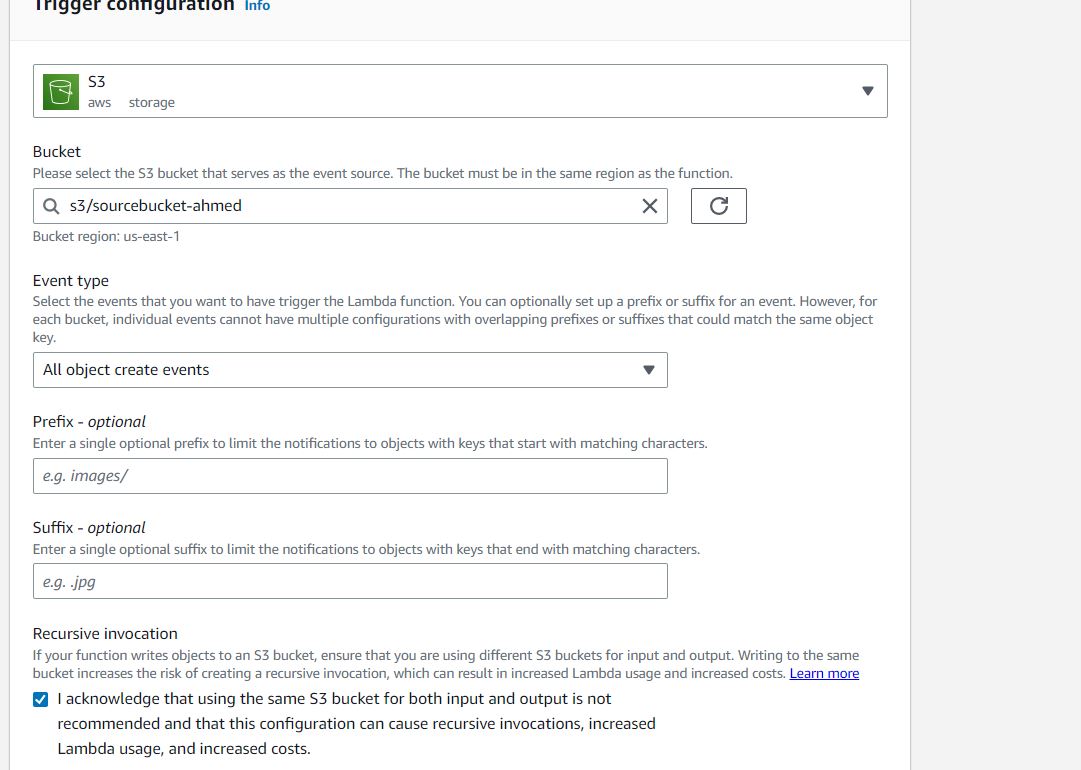 Trigger configuration Info
S3
aws storage
Bucket
Please select the S3 bucket that serves as the event source. The bucket must be in the same region as the function.
s3/sourcebucket-ahmed
Bucket region: us-east-1
Event type
Select the events that you want to have trigger the Lambda function. You can optionally set up a prefix or suffix for an event. However, for
each bucket, individual events cannot have multiple configurations with overlapping prefixes or suffixes that could match the same object
key.
All object create events
Prefix - optional
Enter a single optional prefix to limit the notifications to objects with keys that start with matching characters.
e.g. images/
Suffix - optional
Enter a single optional suffix to limit the notifications to objects with keys that end with matching characters.
e.g. .jpg
Recursive invocation
If your function writes objects to an S3 bucket, ensure that you are using different S3 buckets for input and output. Writing to the same
bucket increases the risk of creating a recursive invocation, which can result in increased Lambda usage and increased costs. Learn more
I acknowledge that using the same S3 bucket for both input and output is not
recommended and that this configuration can cause recursive invocations, increased
Lambda usage, and increased costs.